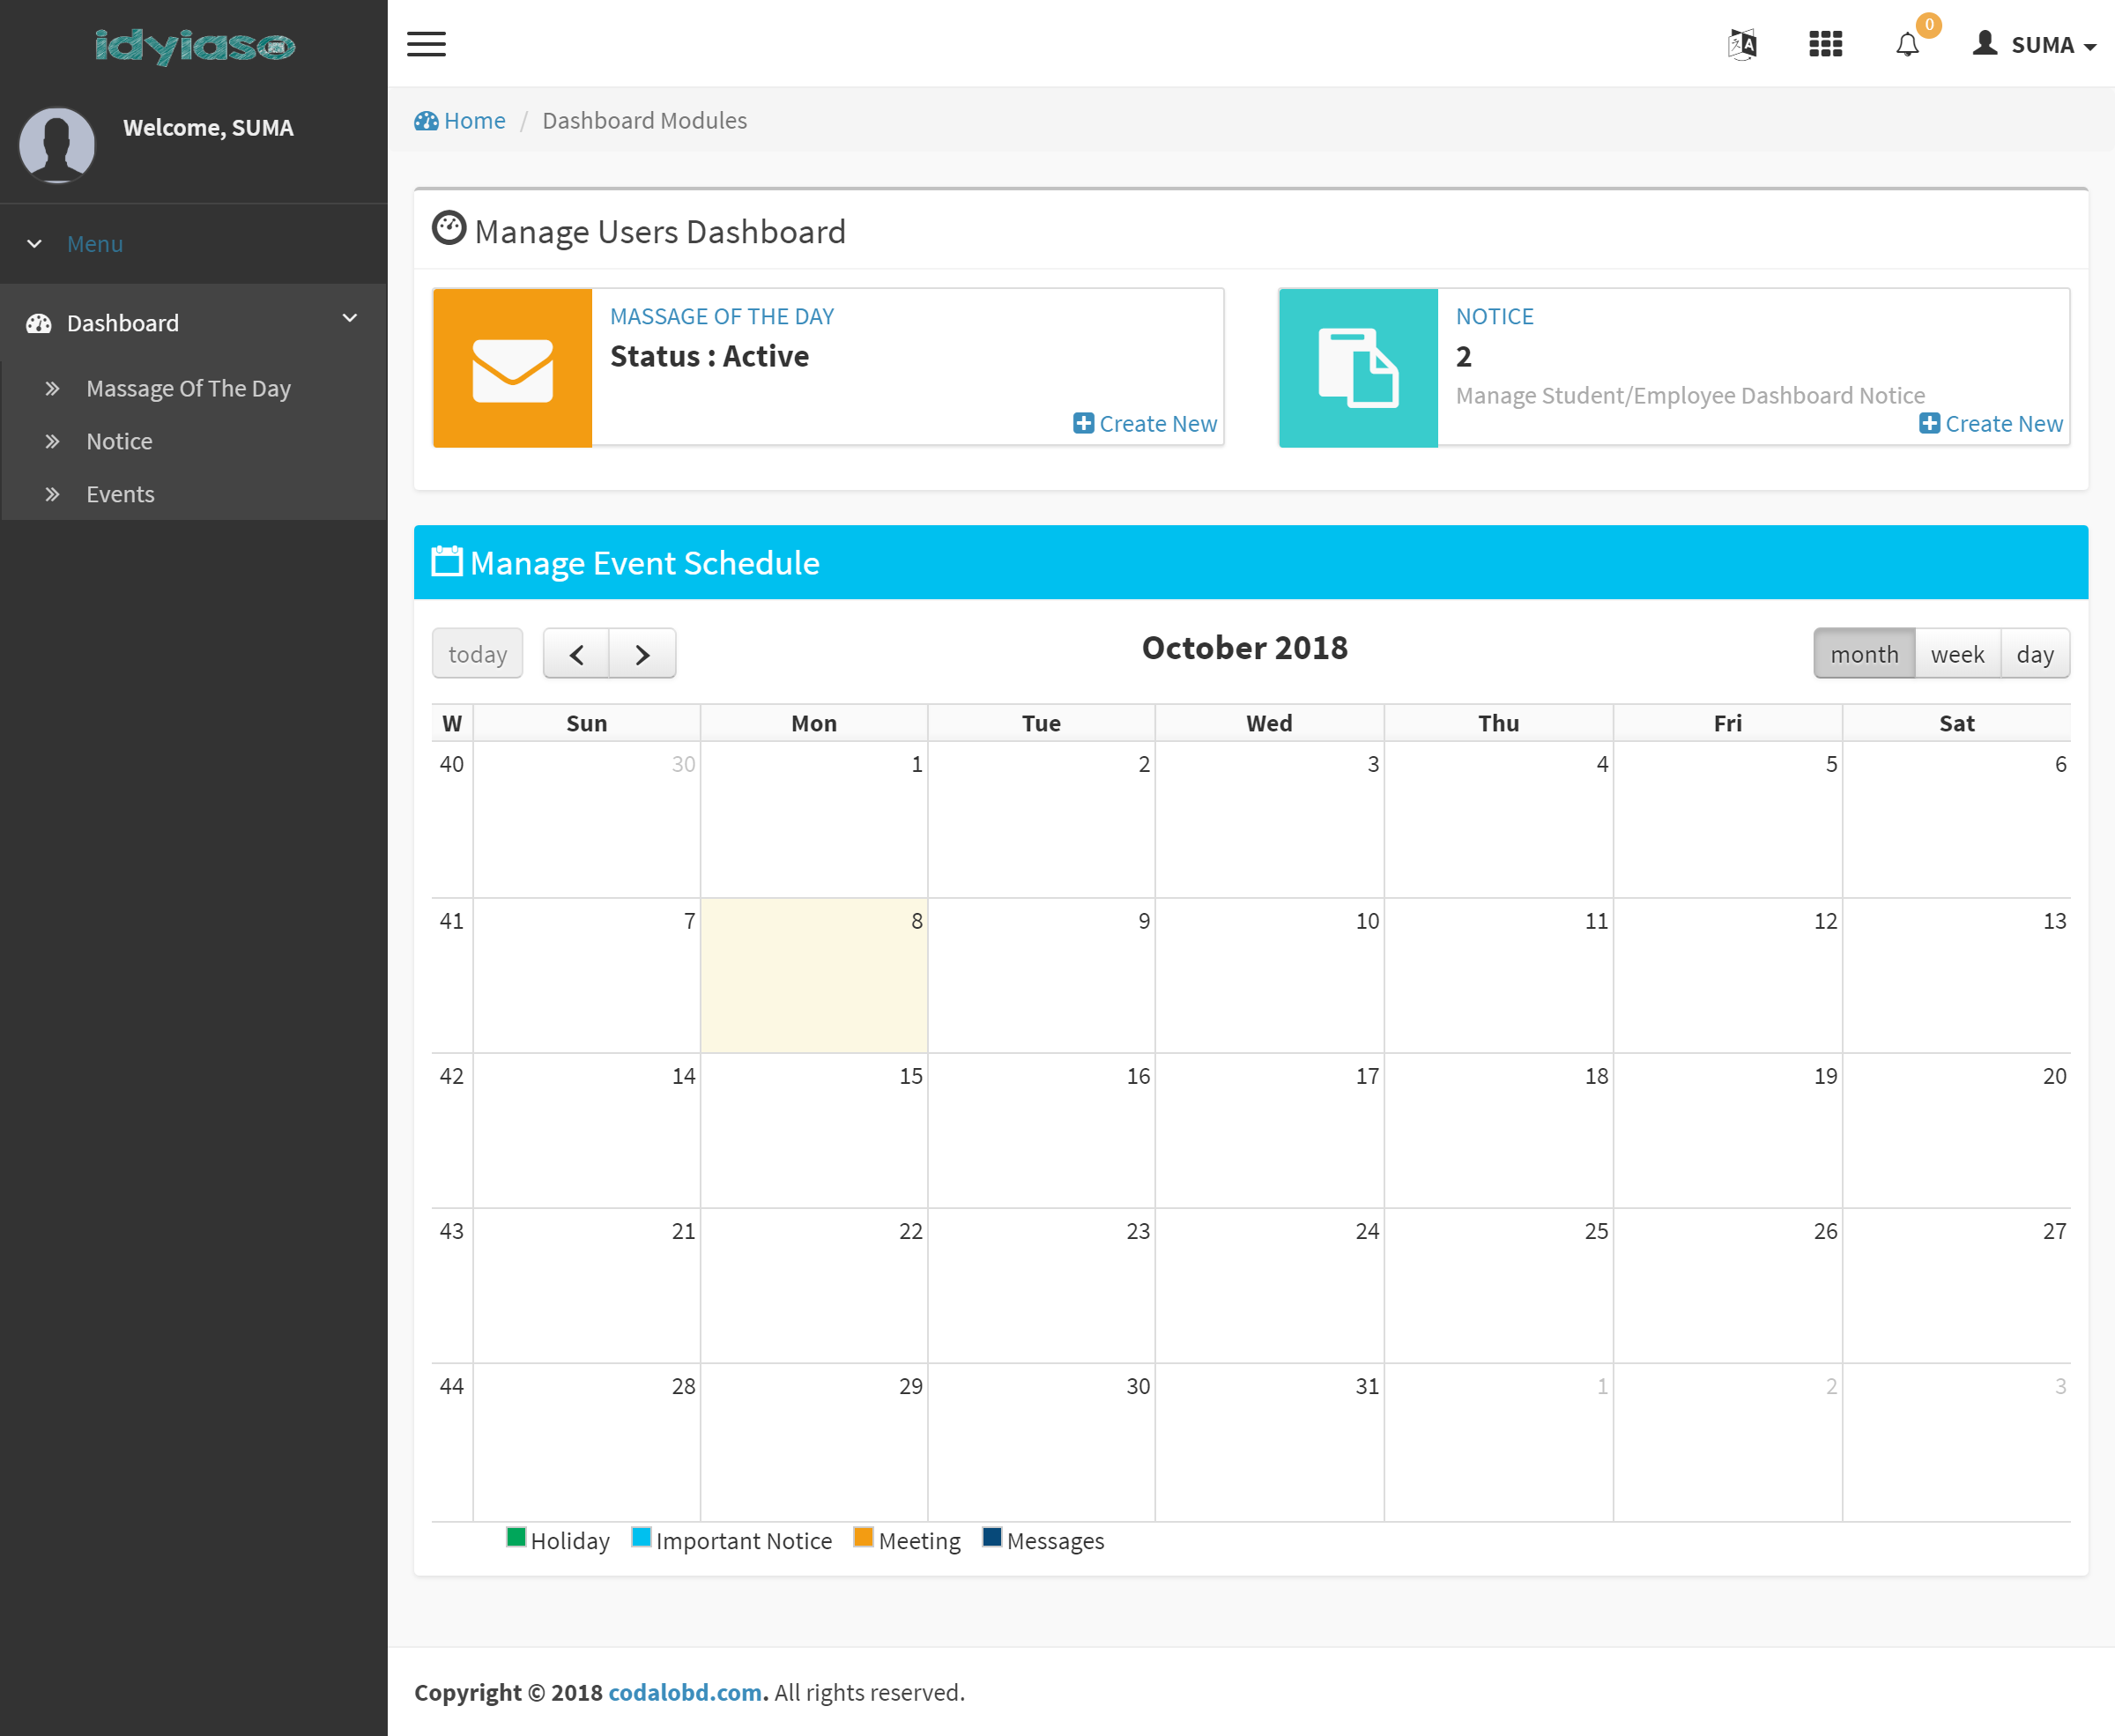 idyiaso
Welcome, SUMA
Menu
Dashboard
Massage Of The Day
Notice
Events
0
SUMA
Home / Dashboard Modules
Manage Users Dashboard
MASSAGE OF THE DAY
Status : Active
Create New
NOTICE
2
Manage Student/Employee Dashboard Notice
Create New
Manage Event Schedule
today
October 2018
month week day
W Sun Mon Tue Wed Thu Fri Sat
40 30 1 2 3 4 5 6
41 7 8 9 10 11 12 13
42 14 15 16 17 18 19 20
43 21 22 23 24 25 26 27
44 28 29 30 31 1 2 3
Holiday Important Notice Meeting Messages
Copyright © 2018 codalobd.com. All rights reserved.